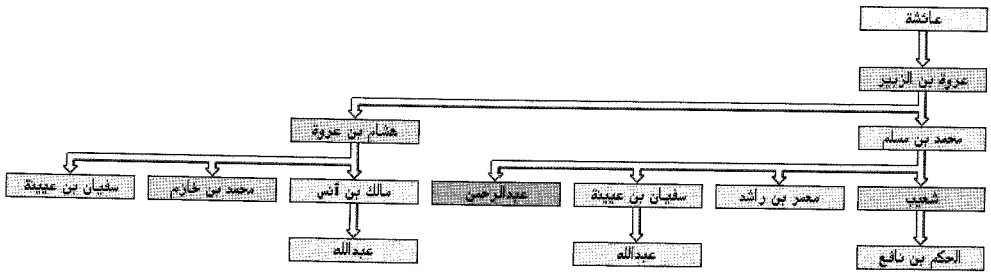 عائشة
عروة بن الزبير
محمد بن مسلم
هشام بن عروة
شعيب
معمر بن راشد
سفيان بن عيينة
عبدالرحمن
مالك بن أنس
محمد بن خازم
سفيان بن عيينة
الحكم بن نافع
عبدالله
عبدالله